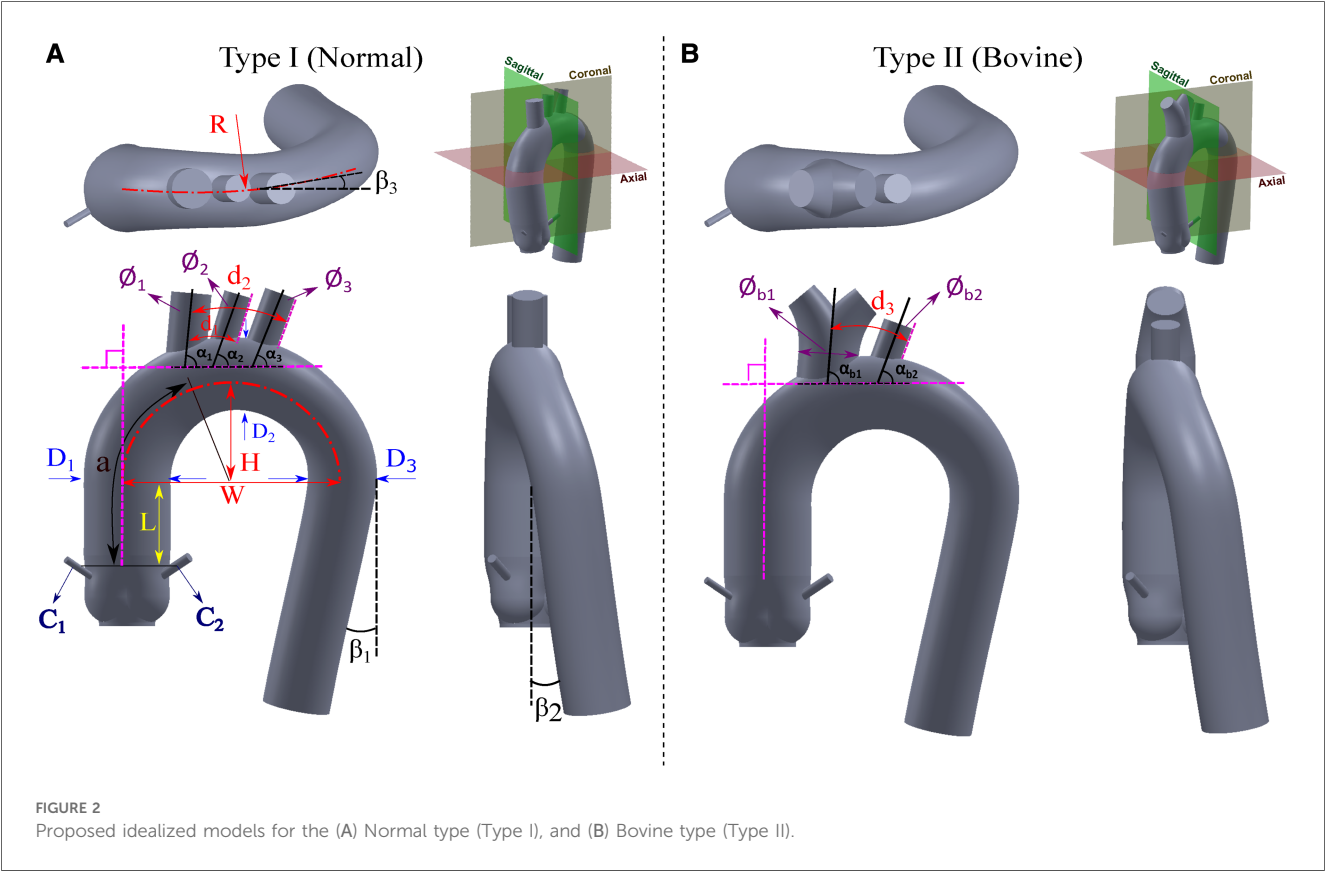 A
Type I (Normal)
Sagittal
Coronal
Axial
R
β3
Ø1
Ø2
d2
Ø3
d1
α1
α2
α3
a
D1
D2
D3
H
W
L
C1
C2
β1
β2
B
Type II (Bovine)
Sagittal
Coronal
Axial
Øb1
d3
Øb2
αb1
αb2
FIGURE 2
Proposed idealized models for the (A) Normal type (Type I), and (B) Bovine type (Type II).